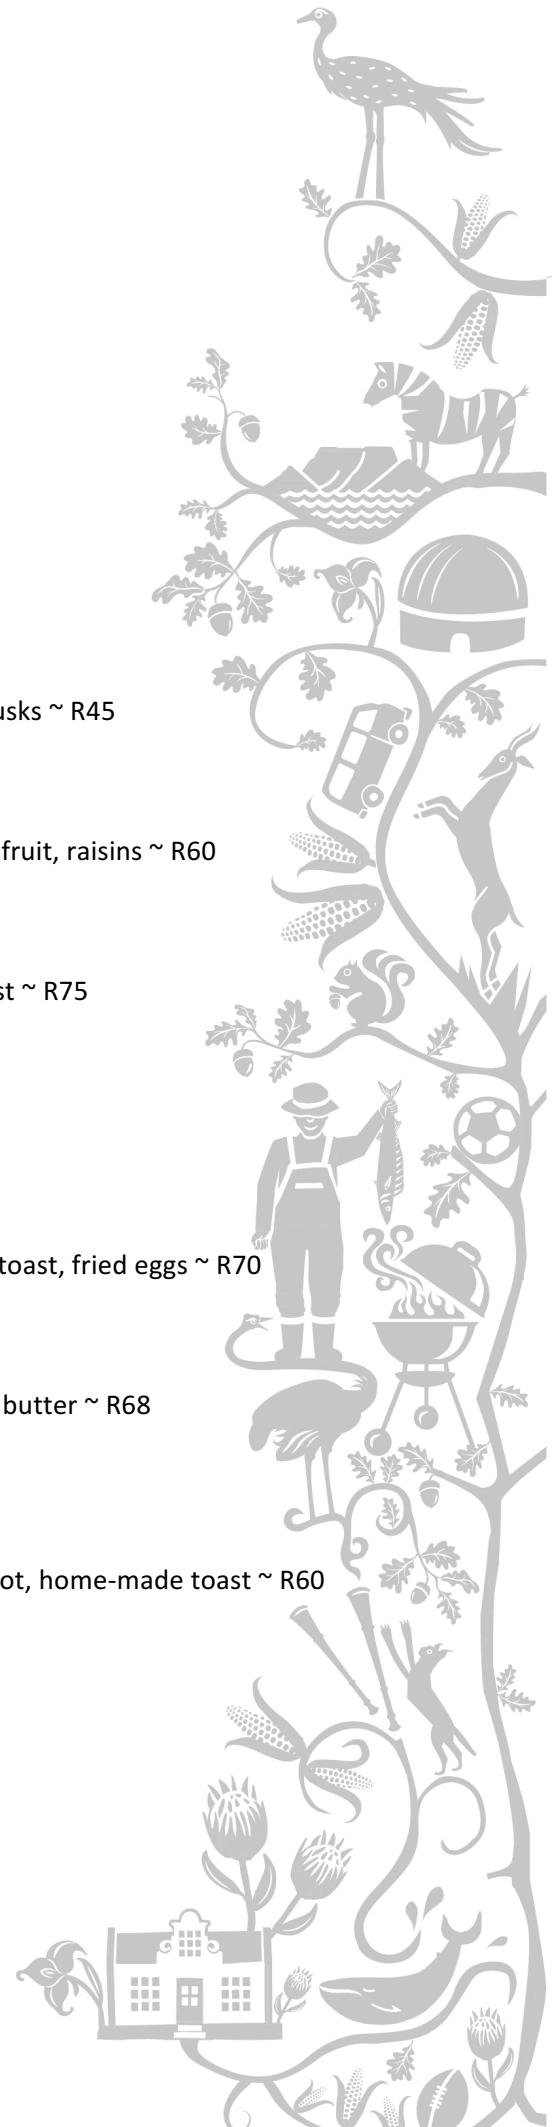 usks ~ R45
fruit, raisins ~ R60
st ~ R75
toast, fried eggs ~ R70
butter ~ R68
ot, home-made toast ~ R60